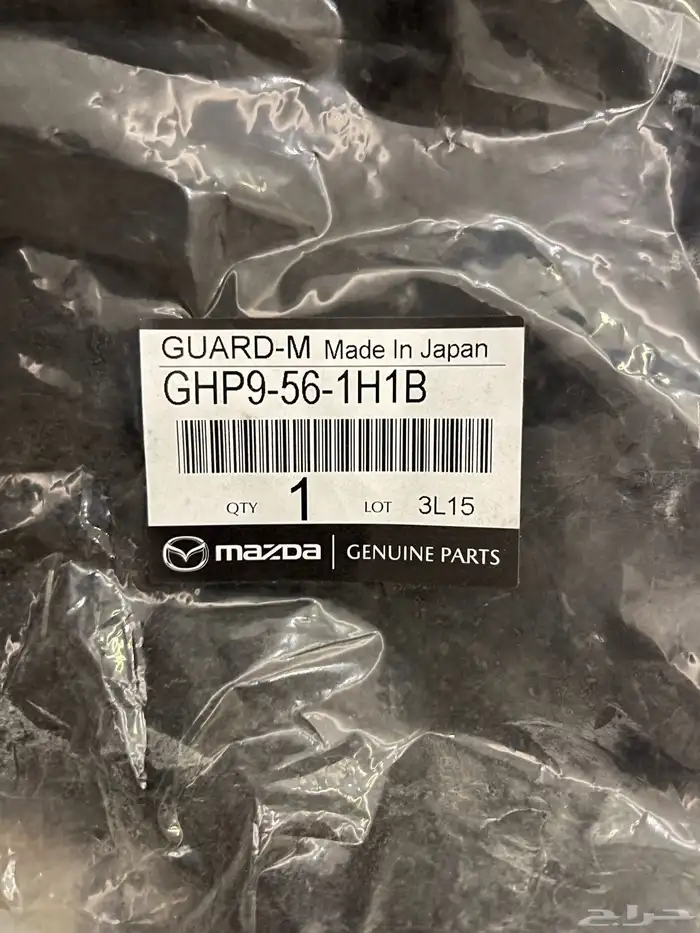 GUARD-M Made In Japan
GHP9-56-1H1B
QTY 1 LOT 3L15
mazda GENUINE PARTS
حراج